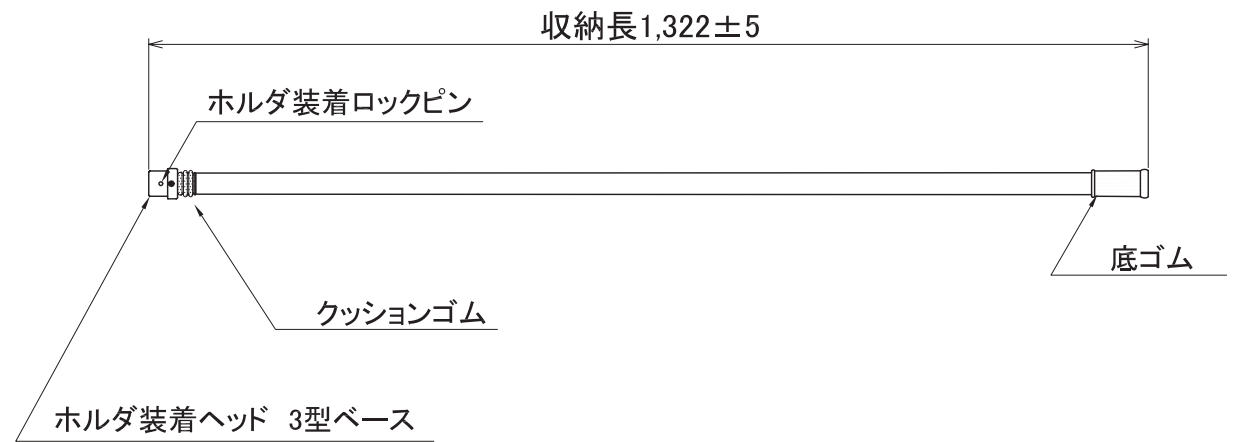 収納長1,322±5
ホルダ装着ロックピン
底ゴム
クッションゴム
ホルダ装着ヘッド 3型ベース